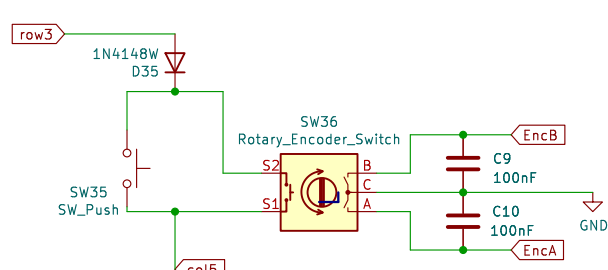 row3
1N4148W
D35
SW36
Rotary_Encoder_Switch
EncB
S2
B
C9
100nF
C
SW35
SW_Push
S1
A
C10
100nF
GND
EncA
col5